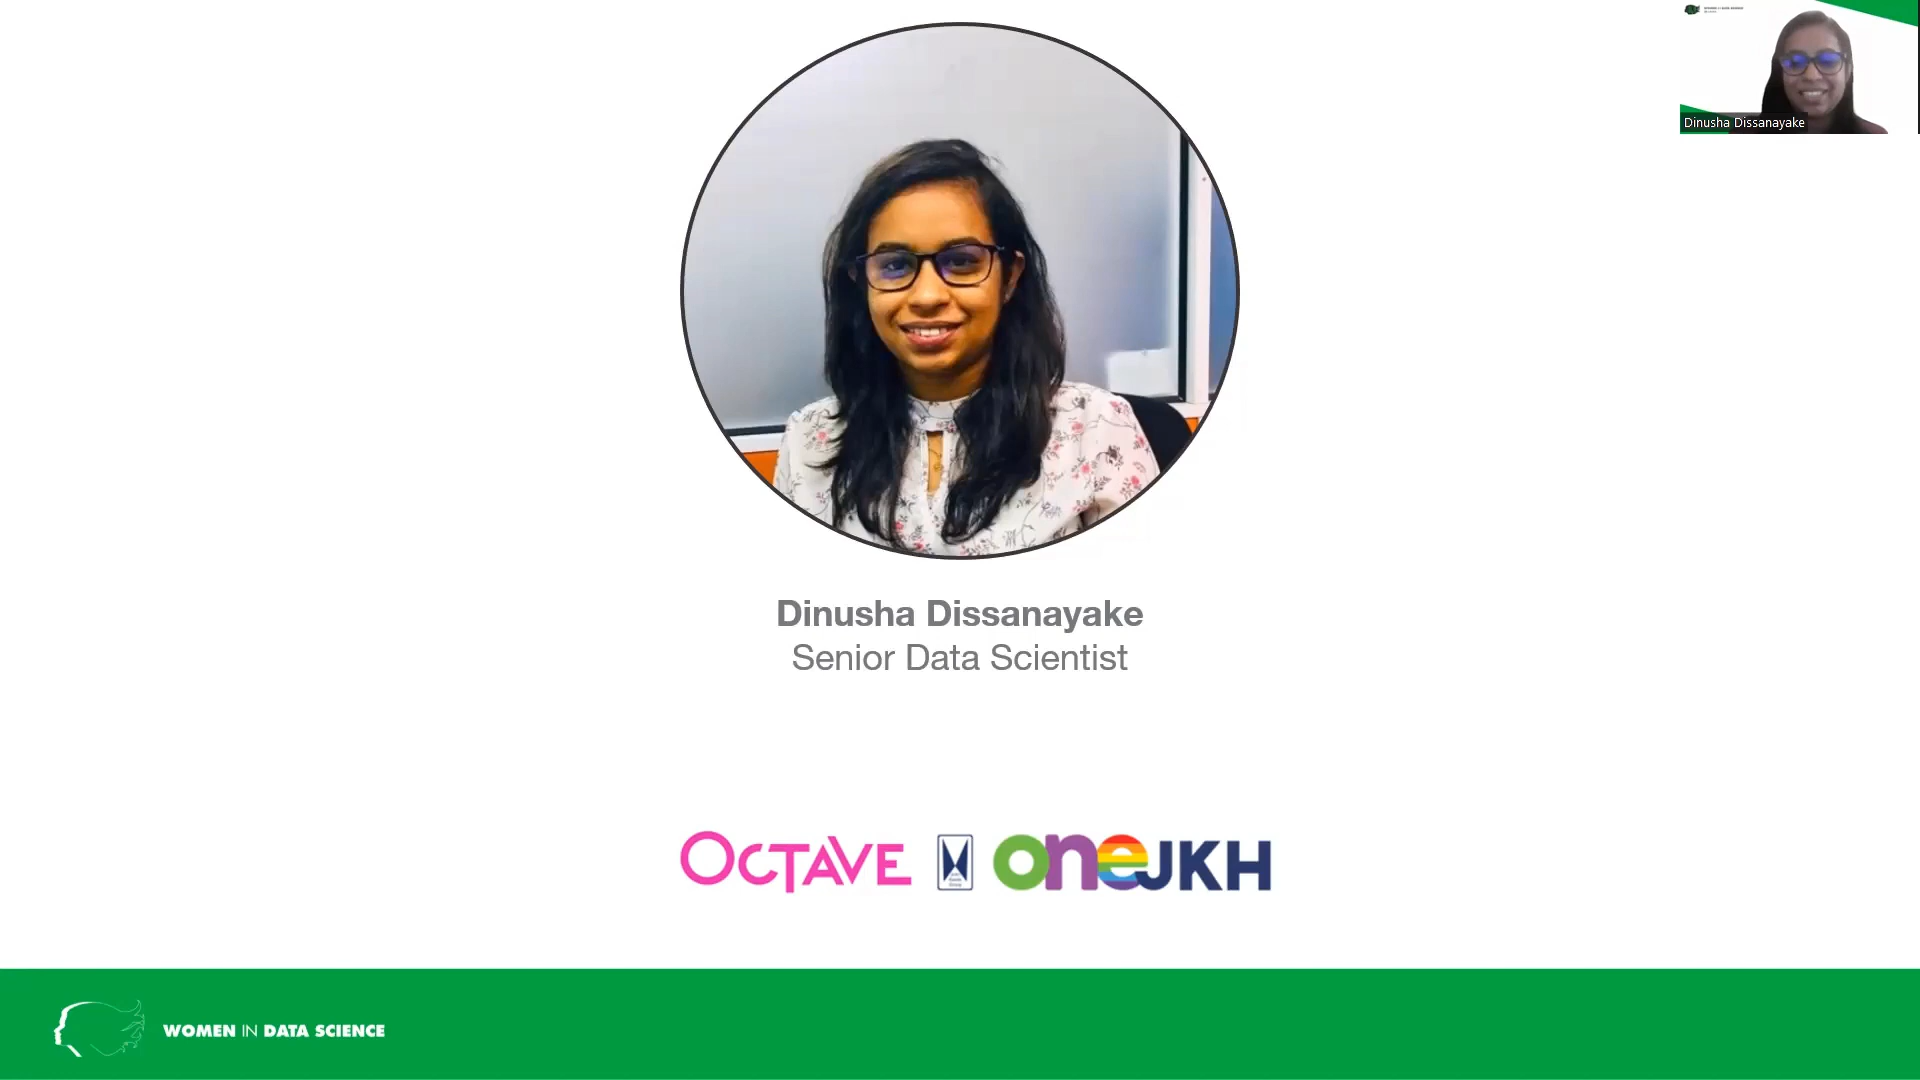 Dinusha Dissanayake
Dinusha Dissanayake
Senior Data Scientist
OCTAVE
oneJKH
WOMEN IN DATA SCIENCE